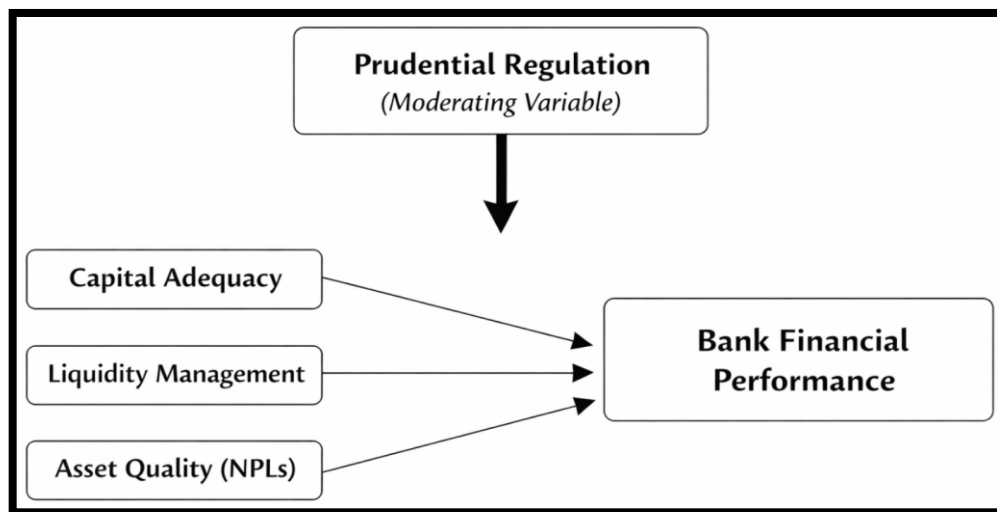 Prudential Regulation
(Moderating Variable)
Capital Adequacy
Liquidity Management
Asset Quality (NPLs)
Bank Financial
Performance